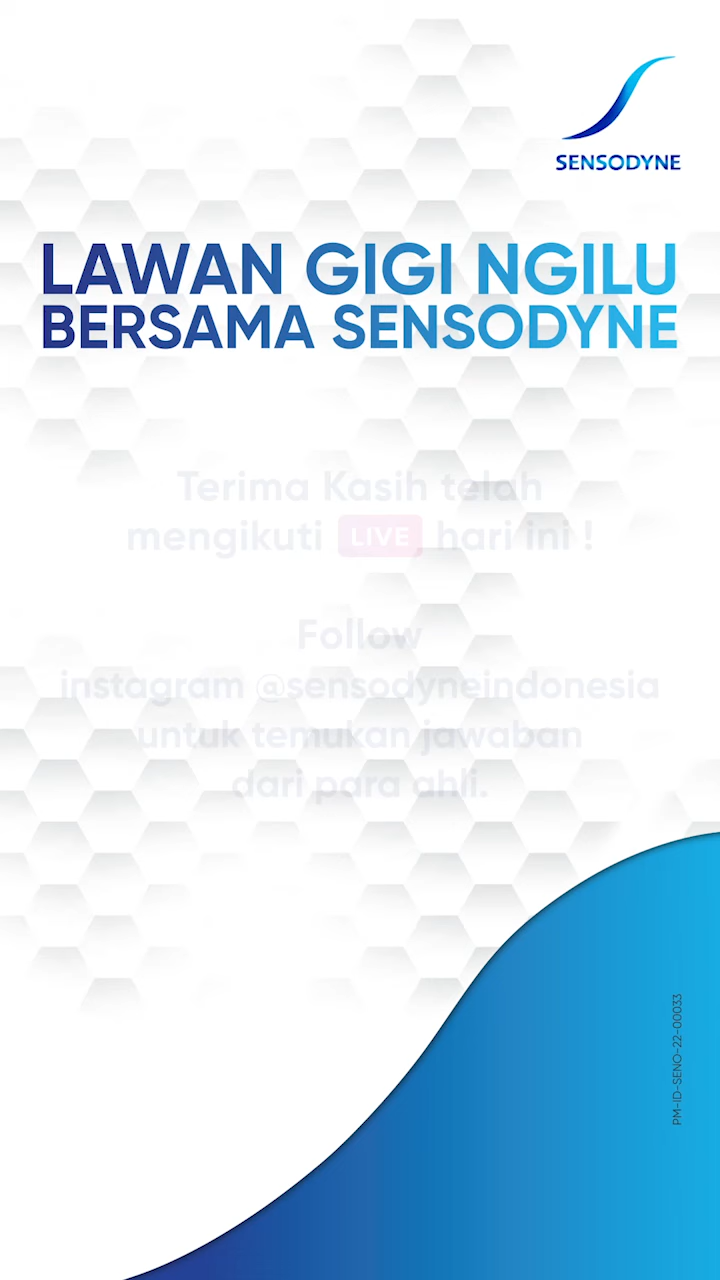 SENSODYNE
LAWAN GIGI NGILU
BERSAMA SENSODYNE
Terima Kasih telah
mengikuti LIVE hari ini !
Follow
instagram @sensodyneindonesia
untuk temukan jawaban
dari para ahli.
PM-ID-SENO-22-00033